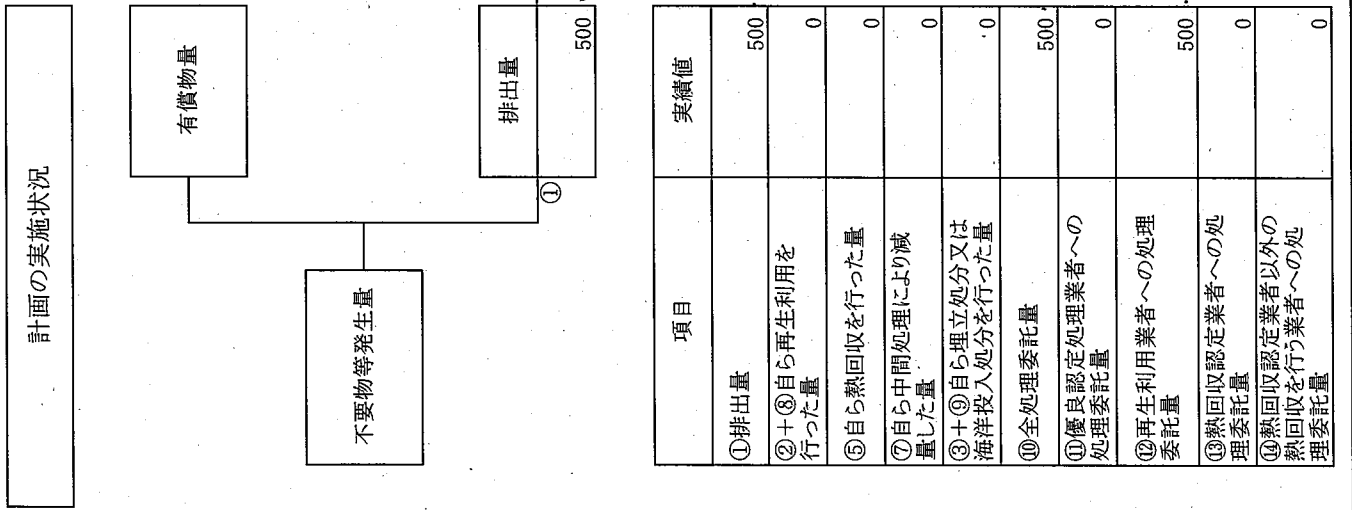 計画の実施状況
有償物量
不要物等発生量
排出量
①
500
項目
実績値
①排出量
500
②+⑧自ら再生利用を
行った量
0
⑤自ら熱回収を行った量
0
⑦自ら中間処理により減
量した量
0
③+⑨自ら埋立処分又は
海洋投入処分を行った量
0
⑩全処理委託量
500
⑪優良認定処理業者への
処理委託量
0
⑫再生利用業者への処理
委託量
500
⑬熱回収認定業者への処
理委託量
0
⑭熱回収認定業者以外の
熱回収を行う業者への処
理委託量
0